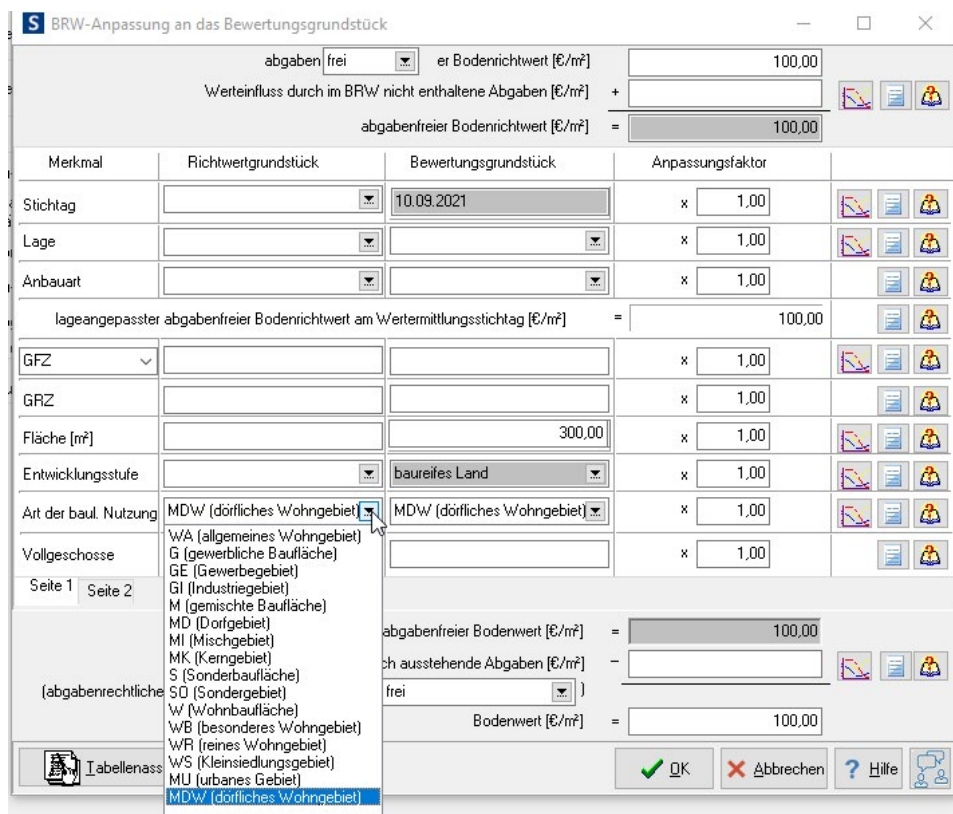 S BRW-Anpassung an das Bewertungsgrundstück
abgaben frei er Bodenrichtwert [€/m²] 100,00
Werteinfluss durch im BRW nicht enthaltene Abgaben [€/m²] +
abgabenfreier Bodenrichtwert [€/m²] = 100,00
Merkmal Richtwertgrundstück Bewertungsgrundstück Anpassungsfaktor
Stichtag 10.09.2021 x 1,00
Lage x 1,00
Anbauart x 1,00
lageangepasster abgabenfreier Bodenrichtwert am Wertermittlungsstichtag [€/m²] = 100,00
GFZ x 1,00
GRZ x 1,00
Fläche [m²] 300,00 x 1,00
Entwicklungsstufe baureifes Land x 1,00
Art der baul. Nutzung MDW (dörfliches Wohngebiet) MDW (dörfliches Wohngebiet) x 1,00
Vollgeschosse x 1,00
WA (allgemeines Wohngebiet)
G (gewerbliche Baufläche)
GE (Gewerbegebiet)
GI (Industriegebiet)
M (gemischte Baufläche)
MD (Dorfgebiet)
MI (Mischgebiet)
MK (Kerngebiet)
S (Sonderbaufläche)
SO (Sondergebiet)
W (Wohnbaufläche)
WB (besonderes Wohngebiet)
WR (reines Wohngebiet)
WS (Kleinsiedlungsgebiet)
MU (urbanes Gebiet)
MDW (dörfliches Wohngebiet)
Seite 1 Seite 2
abgabenfreier Bodenwert [€/m²] = 100,00
ch ausstehende Abgaben [€/m²] −
(abgabenrechtliche frei )
Bodenwert [€/m²] = 100,00
Tabellenass OK Abbrechen ? Hilfe